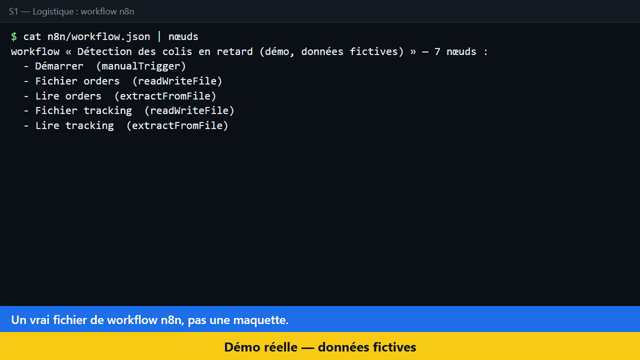 S1 — Logistique : workflow n8n
$ cat n8n/workflow.json | nœuds
workflow « Détection des colis en retard (démo, données fictives) » — 7 nœuds :
- Démarrer (manualTrigger)
- Fichier orders (readWriteFile)
- Lire orders (extractFromFile)
- Fichier tracking (readWriteFile)
- Lire tracking (extractFromFile)
Un vrai fichier de workflow n8n, pas une maquette.
Démo réelle — données fictives